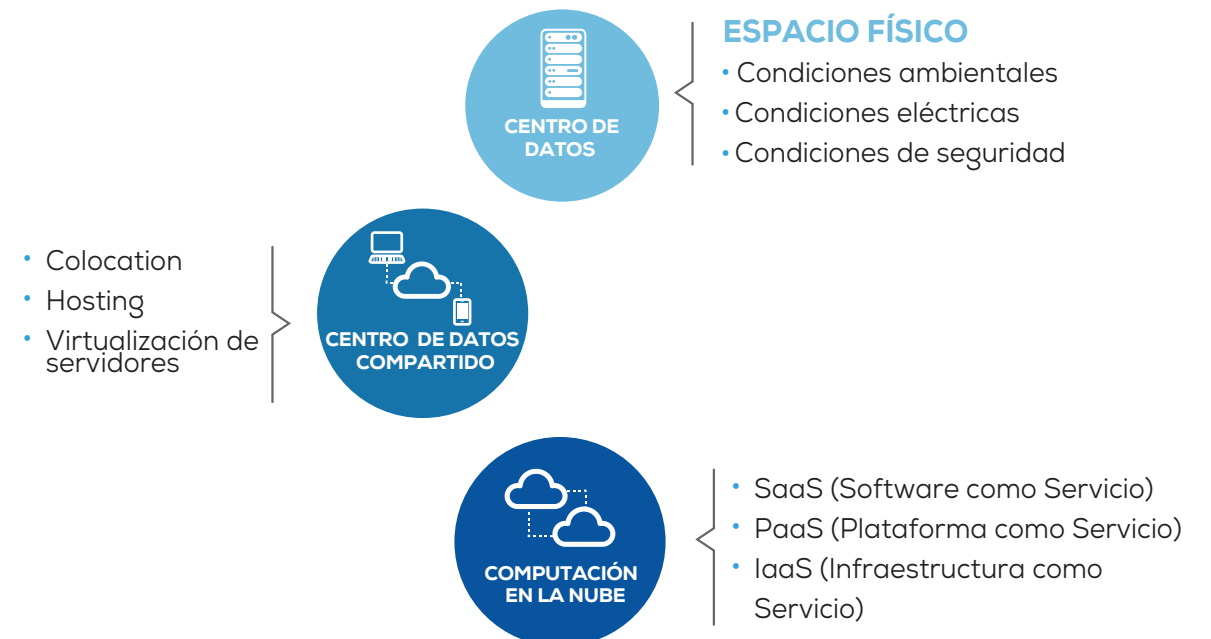 CENTRO DE
DATOS
ESPACIO FÍSICO
• Condiciones ambientales
• Condiciones eléctricas
• Condiciones de seguridad
• Colocation
• Hosting
• Virtualización de
servidores
CENTRO DE DATOS
COMPARTIDO
COMPUTACIÓN
EN LA NUBE
• SaaS (Software como Servicio)
• PaaS (Plataforma como Servicio)
• IaaS (Infraestructura como
Servicio)